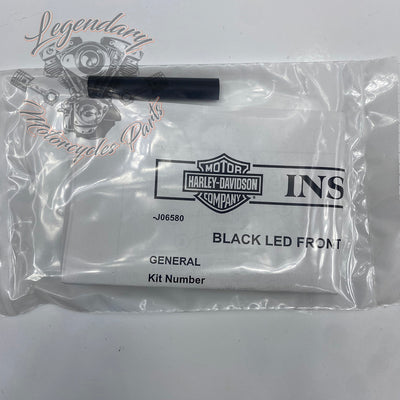 Legendary
Motorcycles Parts
MOTOR
HARLEY-DAVIDSON
COMPANY
INS
-J06580
BLACK LED FRONT
GENERAL
Kit Number